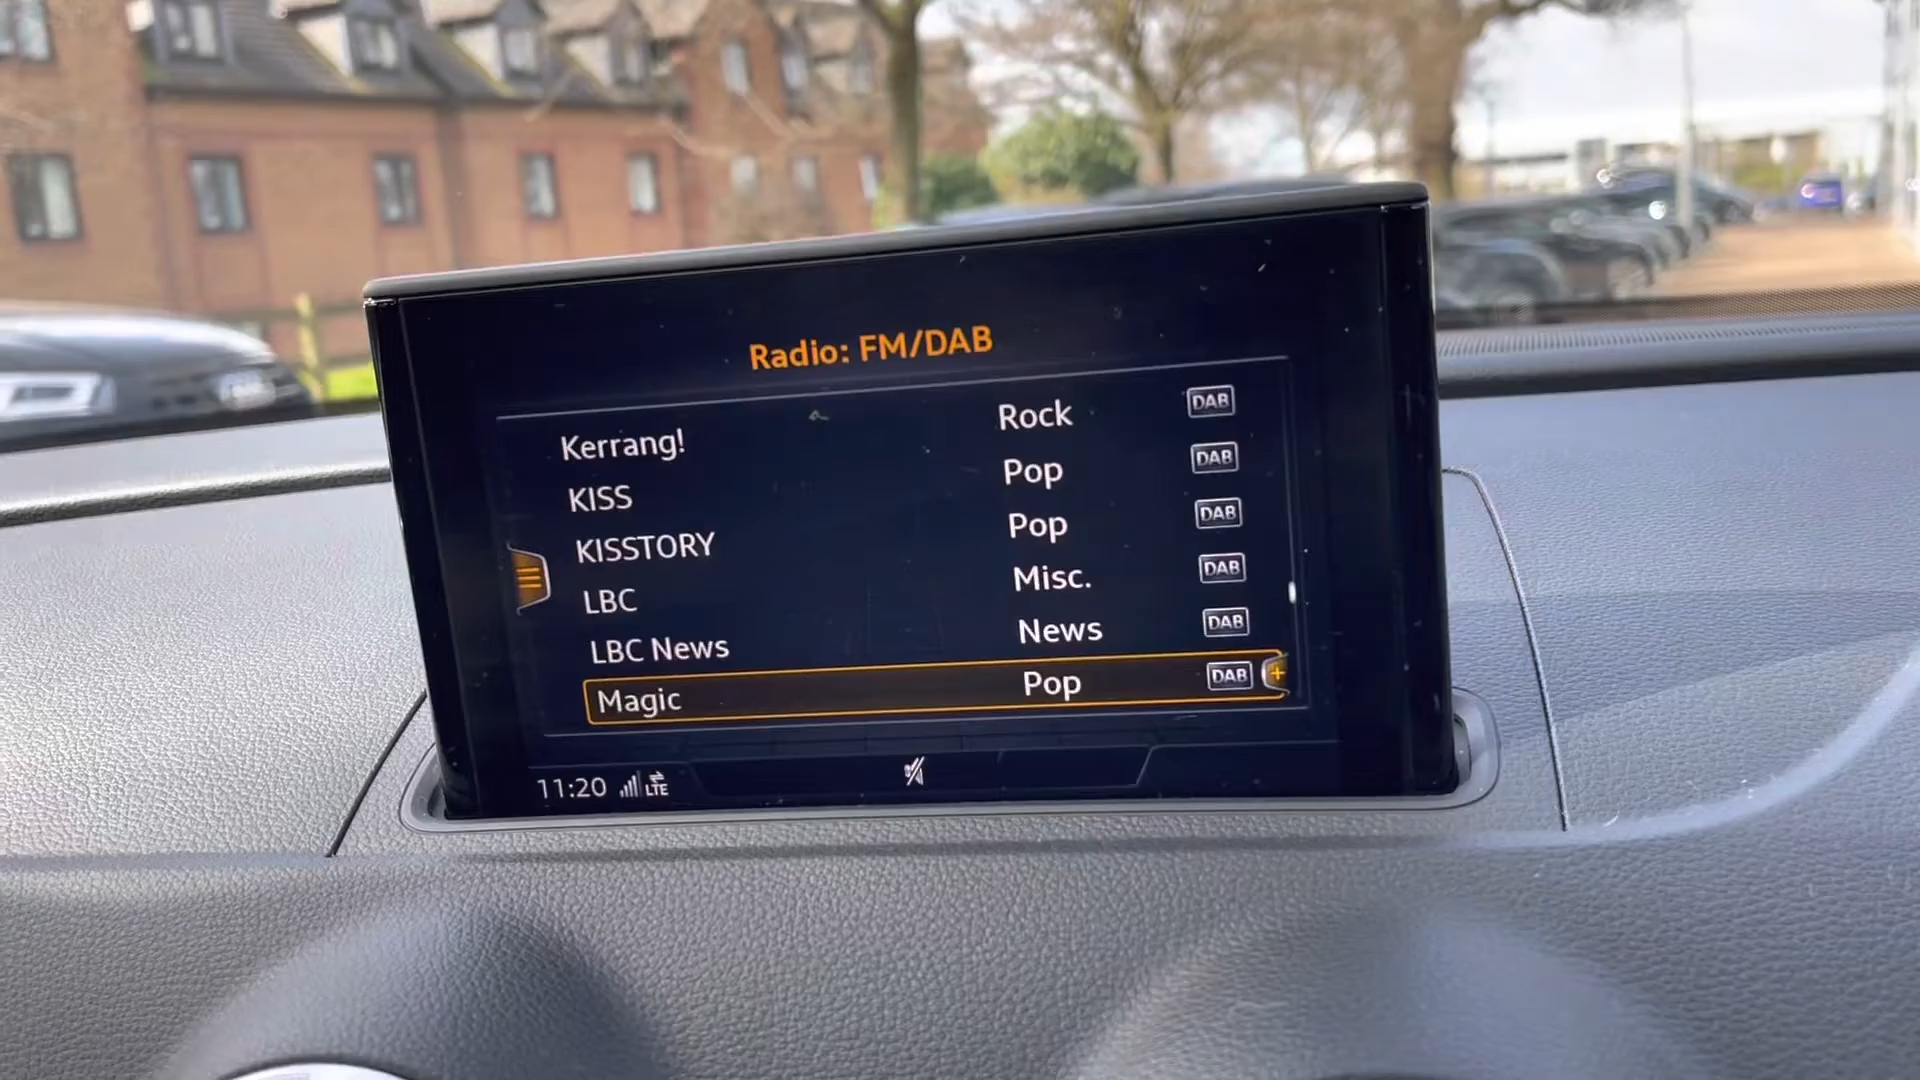 Radio: FM/DAB
Kerrang! Rock DAB
KISS Pop DAB
KISSTORY Pop DAB
LBC Misc. DAB
LBC News News DAB
Magic Pop DAB +
11:20 LTE